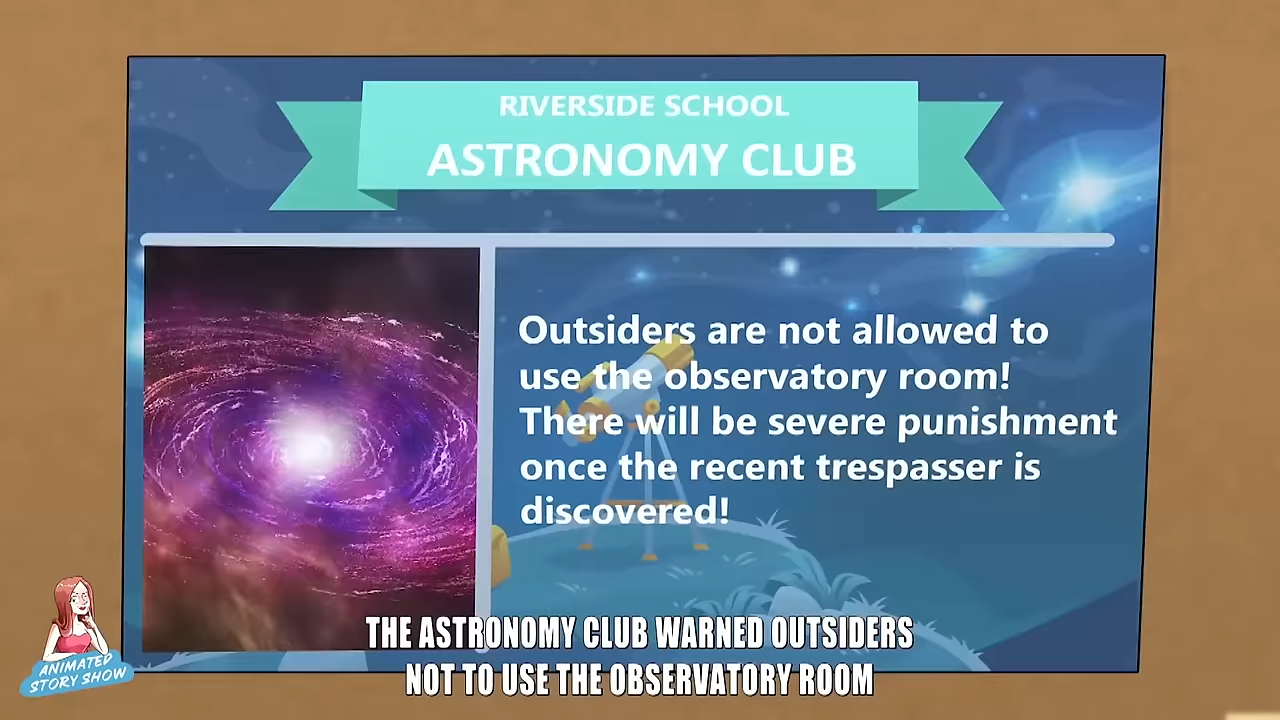 RIVERSIDE SCHOOL
ASTRONOMY CLUB
Outsiders are not allowed to
use the observatory room!
There will be severe punishment
once the recent trespasser is
discovered!
THE ASTRONOMY CLUB WARNED OUTSIDERS
NOT TO USE THE OBSERVATORY ROOM
ANIMATED
STORY SHOW